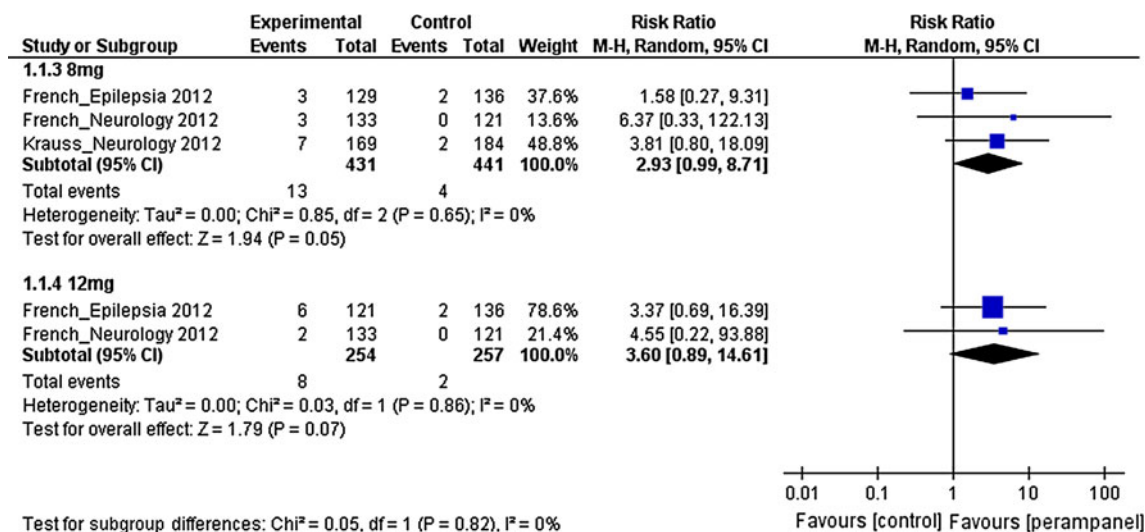 Experimental Control Risk Ratio Risk Ratio
Study or Subgroup Events Total Events Total Weight M-H, Random, 95% CI M-H, Random, 95% CI
1.1.3 8mg
French_Epilepsia 2012 3 129 2 136 37.6% 1.58 [0.27, 9.31]
French_Neurology 2012 3 133 0 121 13.6% 6.37 [0.33, 122.13]
Krauss_Neurology 2012 7 169 2 184 48.8% 3.81 [0.80, 18.09]
Subtotal (95% CI) 431 441 100.0% 2.93 [0.99, 8.71]
Total events 13 4
Heterogeneity: Tau² = 0.00; Chi² = 0.85, df = 2 (P = 0.65); I² = 0%
Test for overall effect: Z = 1.94 (P = 0.05)
1.1.4 12mg
French_Epilepsia 2012 6 121 2 136 78.6% 3.37 [0.69, 16.39]
French_Neurology 2012 2 133 0 121 21.4% 4.55 [0.22, 93.88]
Subtotal (95% CI) 254 257 100.0% 3.60 [0.89, 14.61]
Total events 8 2
Heterogeneity: Tau² = 0.00; Chi² = 0.03, df = 1 (P = 0.86); I² = 0%
Test for overall effect: Z = 1.79 (P = 0.07)
0.01 0.1 1 10 100
Favours [control] Favours [perampanel]
Test for subgroup differences: Chi² = 0.05, df = 1 (P = 0.82), I² = 0%